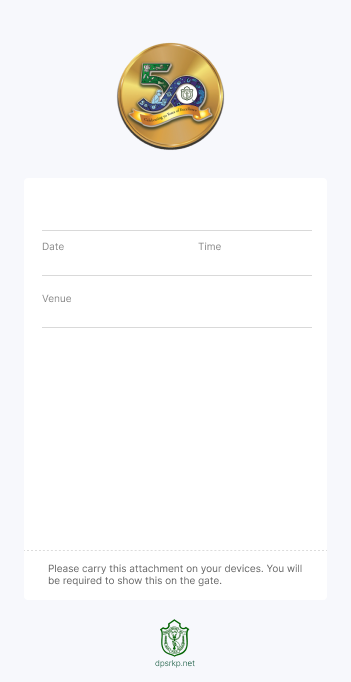 50
Celebrating 50 Years of Excellence
Date Time
Venue
Please carry this attachment on your devices. You will
be required to show this on the gate.
dpsrkp.net